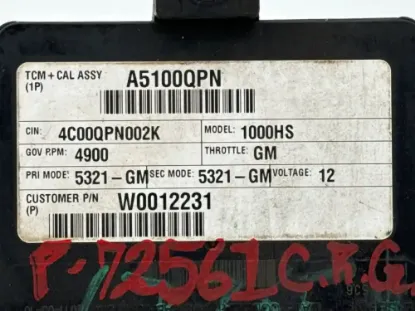 TCM + CAL ASSY A5100QPN
(1P)
CIN: 4C00QPN002K MODEL: 1000HS
GOV RPM: 4900 THROTTLE: GM
PRI MODE: 5321-GM SEC MODE: 5321-GM VOLTAGE: 12
CUSTOMER P/N W0012231
(P)
P-72561 C.R.G.